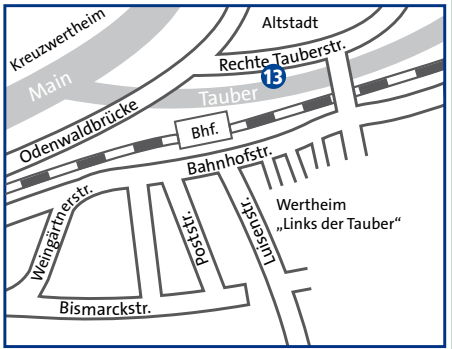 Altstadt
Kreuzwertheim
Rechte Tauberstr.
13
Main
Tauber
Odenwaldbrücke
Bhf.
Bahnhofstr.
Weingärtnerstr.
Poststr.
Luisenstr.
Wertheim
„Links der Tauber“
Bismarckstr.